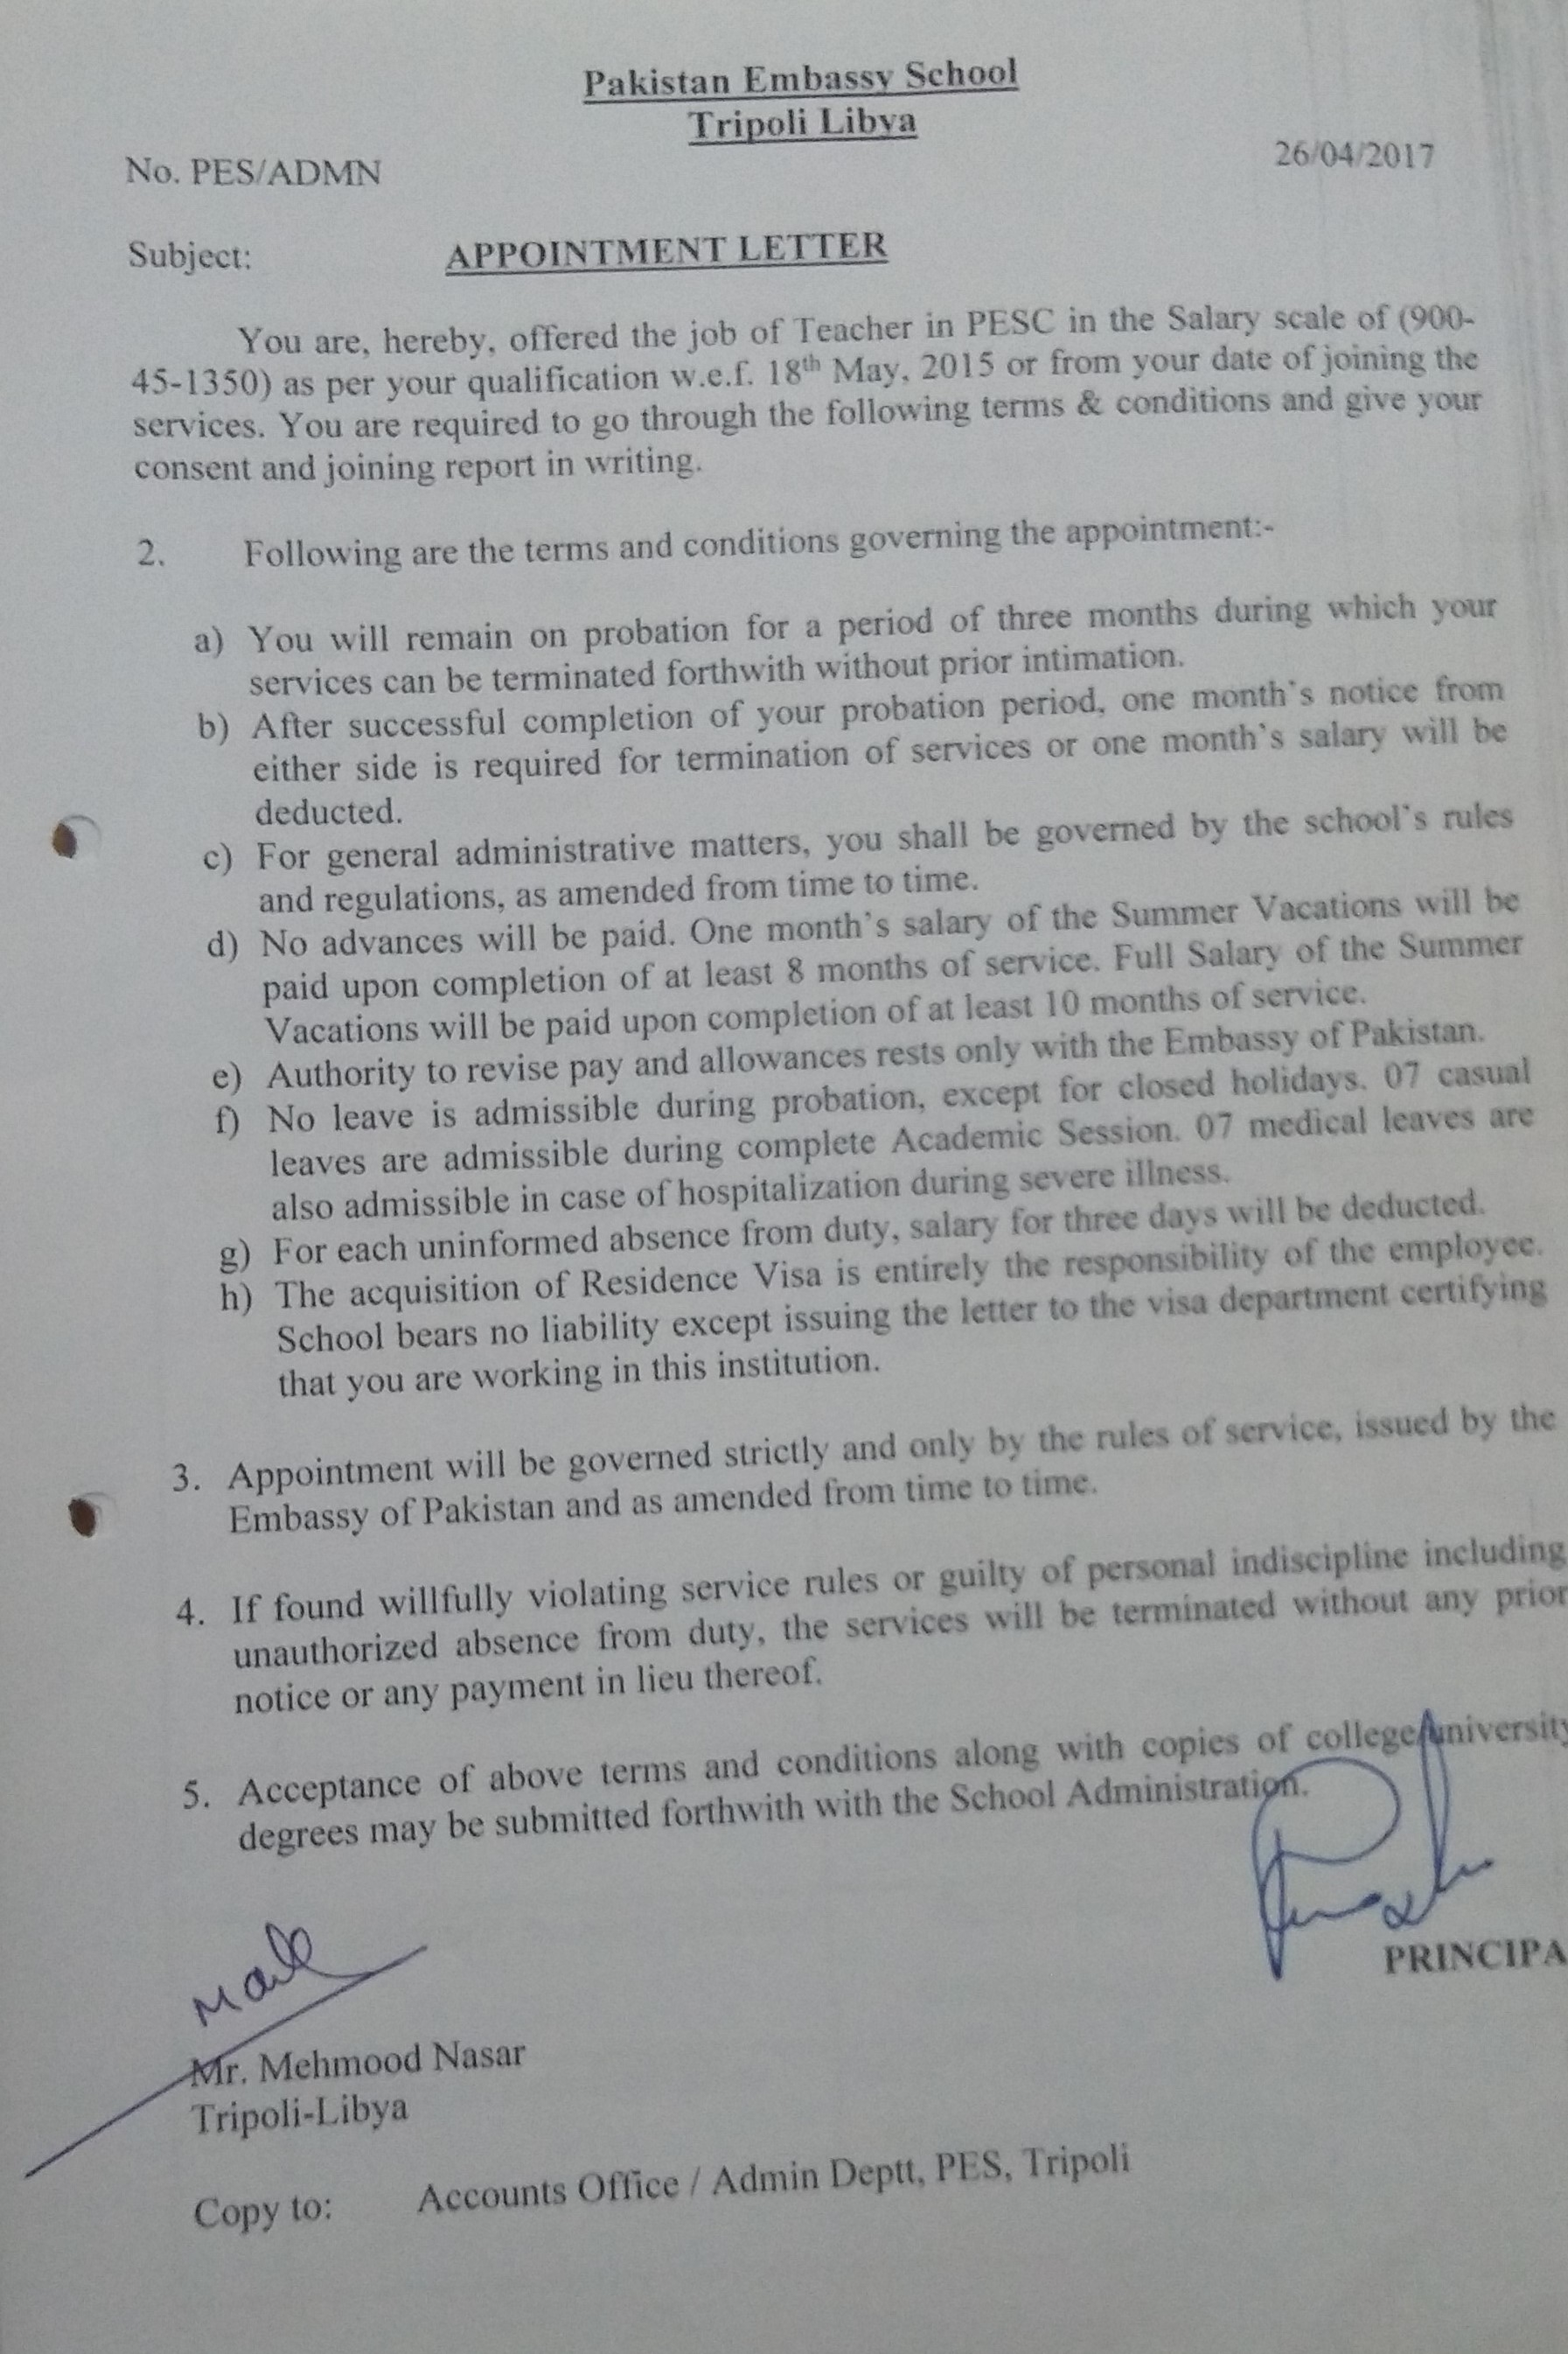 Pakistan Embassy School
Tripoli Libya
No. PES/ADMN
26/04/2017
Subject: APPOINTMENT LETTER
You are, hereby, offered the job of Teacher in PESC in the Salary scale of (900-
45-1350) as per your qualification w.e.f. 18th May, 2015 or from your date of joining the
services. You are required to go through the following terms & conditions and give your
consent and joining report in writing.
2. Following are the terms and conditions governing the appointment:-
a) You will remain on probation for a period of three months during which your
services can be terminated forthwith without prior intimation.
b) After successful completion of your probation period, one month's notice from
either side is required for termination of services or one month's salary will be
deducted.
c) For general administrative matters, you shall be governed by the school's rules
and regulations, as amended from time to time.
d) No advances will be paid. One month's salary of the Summer Vacations will be
paid upon completion of at least 8 months of service. Full Salary of the Summer
Vacations will be paid upon completion of at least 10 months of service.
e) Authority to revise pay and allowances rests only with the Embassy of Pakistan.
f) No leave is admissible during probation, except for closed holidays. 07 casual
leaves are admissible during complete Academic Session. 07 medical leaves are
also admissible in case of hospitalization during severe illness.
g) For each uninformed absence from duty, salary for three days will be deducted.
h) The acquisition of Residence Visa is entirely the responsibility of the employee.
School bears no liability except issuing the letter to the visa department certifying
that you are working in this institution.
3. Appointment will be governed strictly and only by the rules of service, issued by the
Embassy of Pakistan and as amended from time to time.
4. If found willfully violating service rules or guilty of personal indiscipline including
unauthorized absence from duty, the services will be terminated without any prior
notice or any payment in lieu thereof.
5. Acceptance of above terms and conditions along with copies of college/university
degrees may be submitted forthwith with the School Administration.
PRINCIPA
Mr. Mehmood Nasar
Tripoli-Libya
Copy to: Accounts Office / Admin Deptt, PES, Tripoli